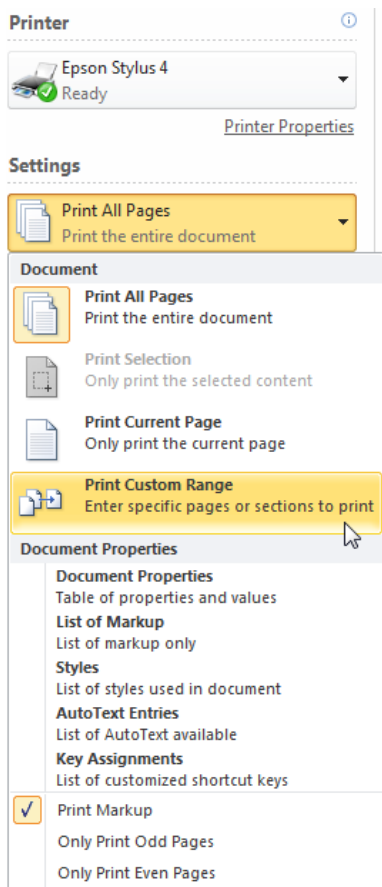 Printer
Epson Stylus 4
Ready
Printer Properties
Settings
Print All Pages
Print the entire document
Document
Print All Pages
Print the entire document
Print Selection
Only print the selected content
Print Current Page
Only print the current page
Print Custom Range
Enter specific pages or sections to print
Document Properties
Document Properties
Table of properties and values
List of Markup
List of markup only
Styles
List of styles used in document
AutoText Entries
List of AutoText available
Key Assignments
List of customized shortcut keys
Print Markup
Only Print Odd Pages
Only Print Even Pages